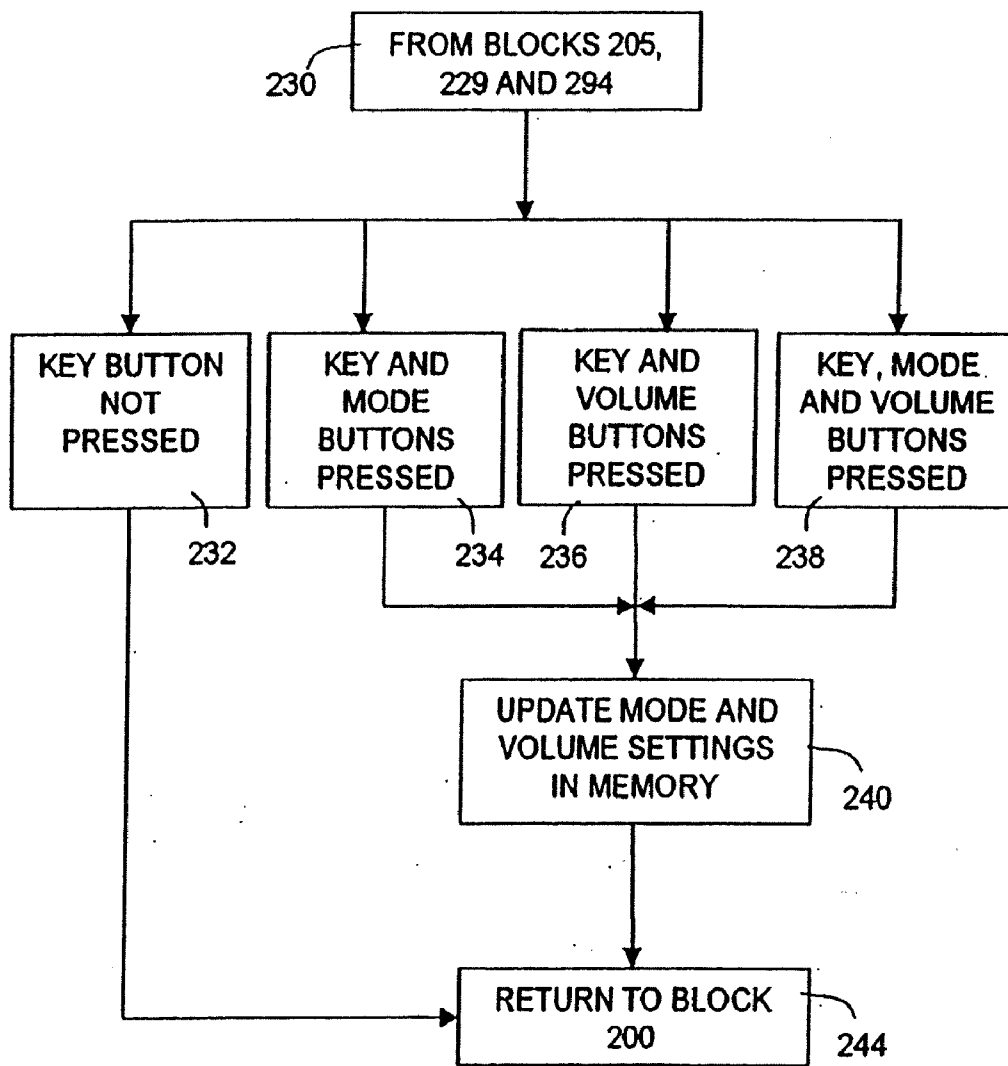 FROM BLOCKS 205,
229 AND 294
230
KEY BUTTON
NOT
PRESSED
232
KEY AND
MODE
BUTTONS
PRESSED
234
KEY AND
VOLUME
BUTTONS
PRESSED
236
KEY, MODE
AND VOLUME
BUTTONS
PRESSED
238
UPDATE MODE AND
VOLUME SETTINGS
IN MEMORY
240
RETURN TO BLOCK
200
244